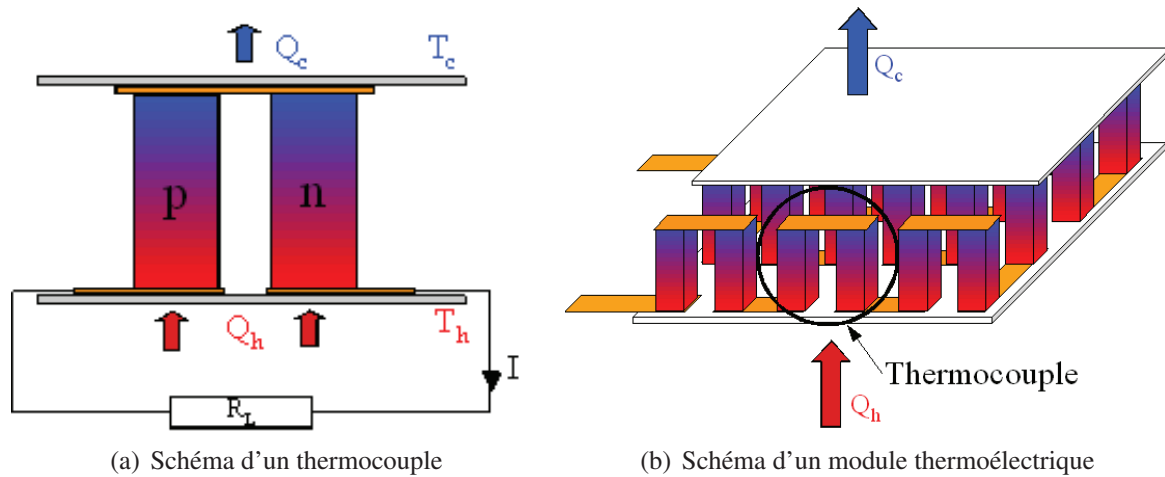 Q_c T_c
p n
Q_h T_h
I
R_L
(a) Schéma d'un thermocouple
Q_c
Thermocouple
Q_h
(b) Schéma d'un module thermoélectrique